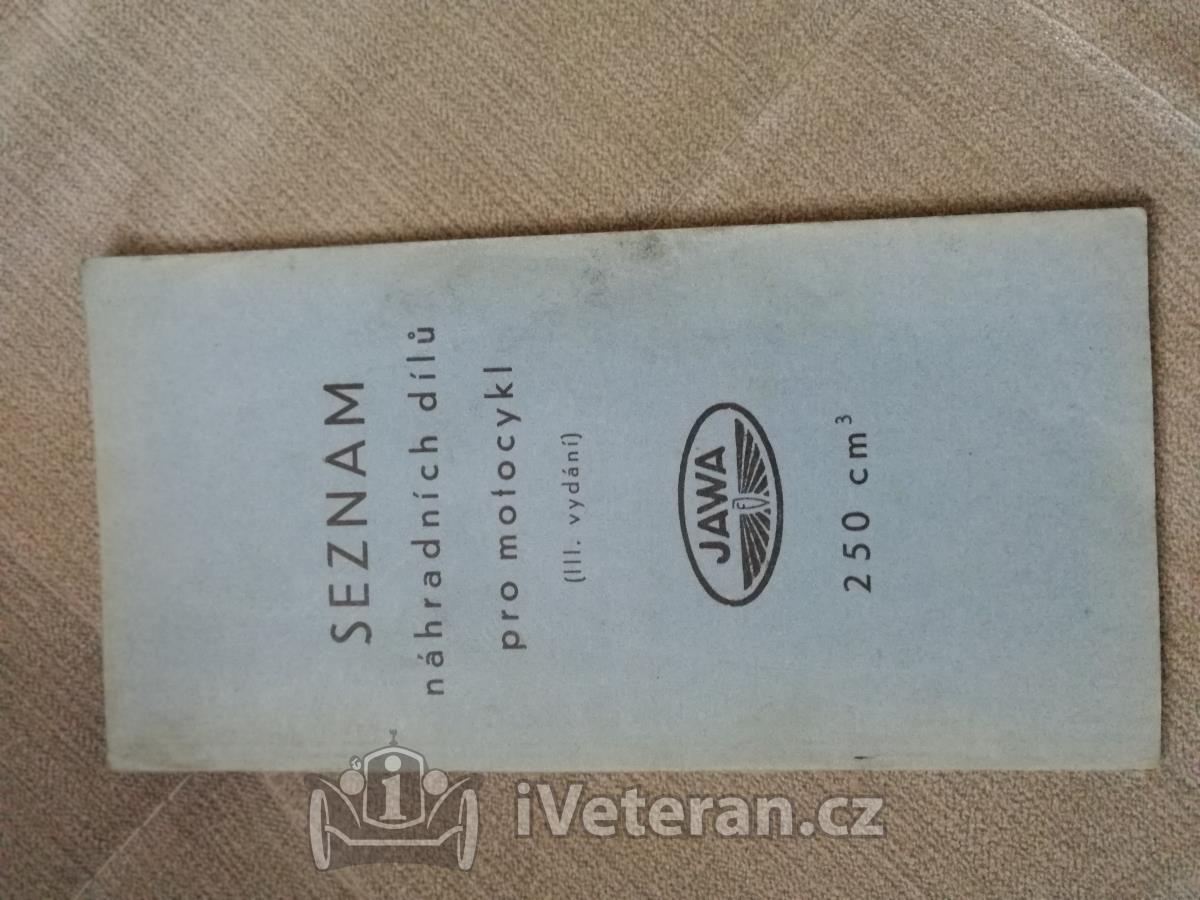 SEZNAM
náhradních dílů
pro motocykl
(III. vydání)
JAWA
250 cm³
iVeteran.cz